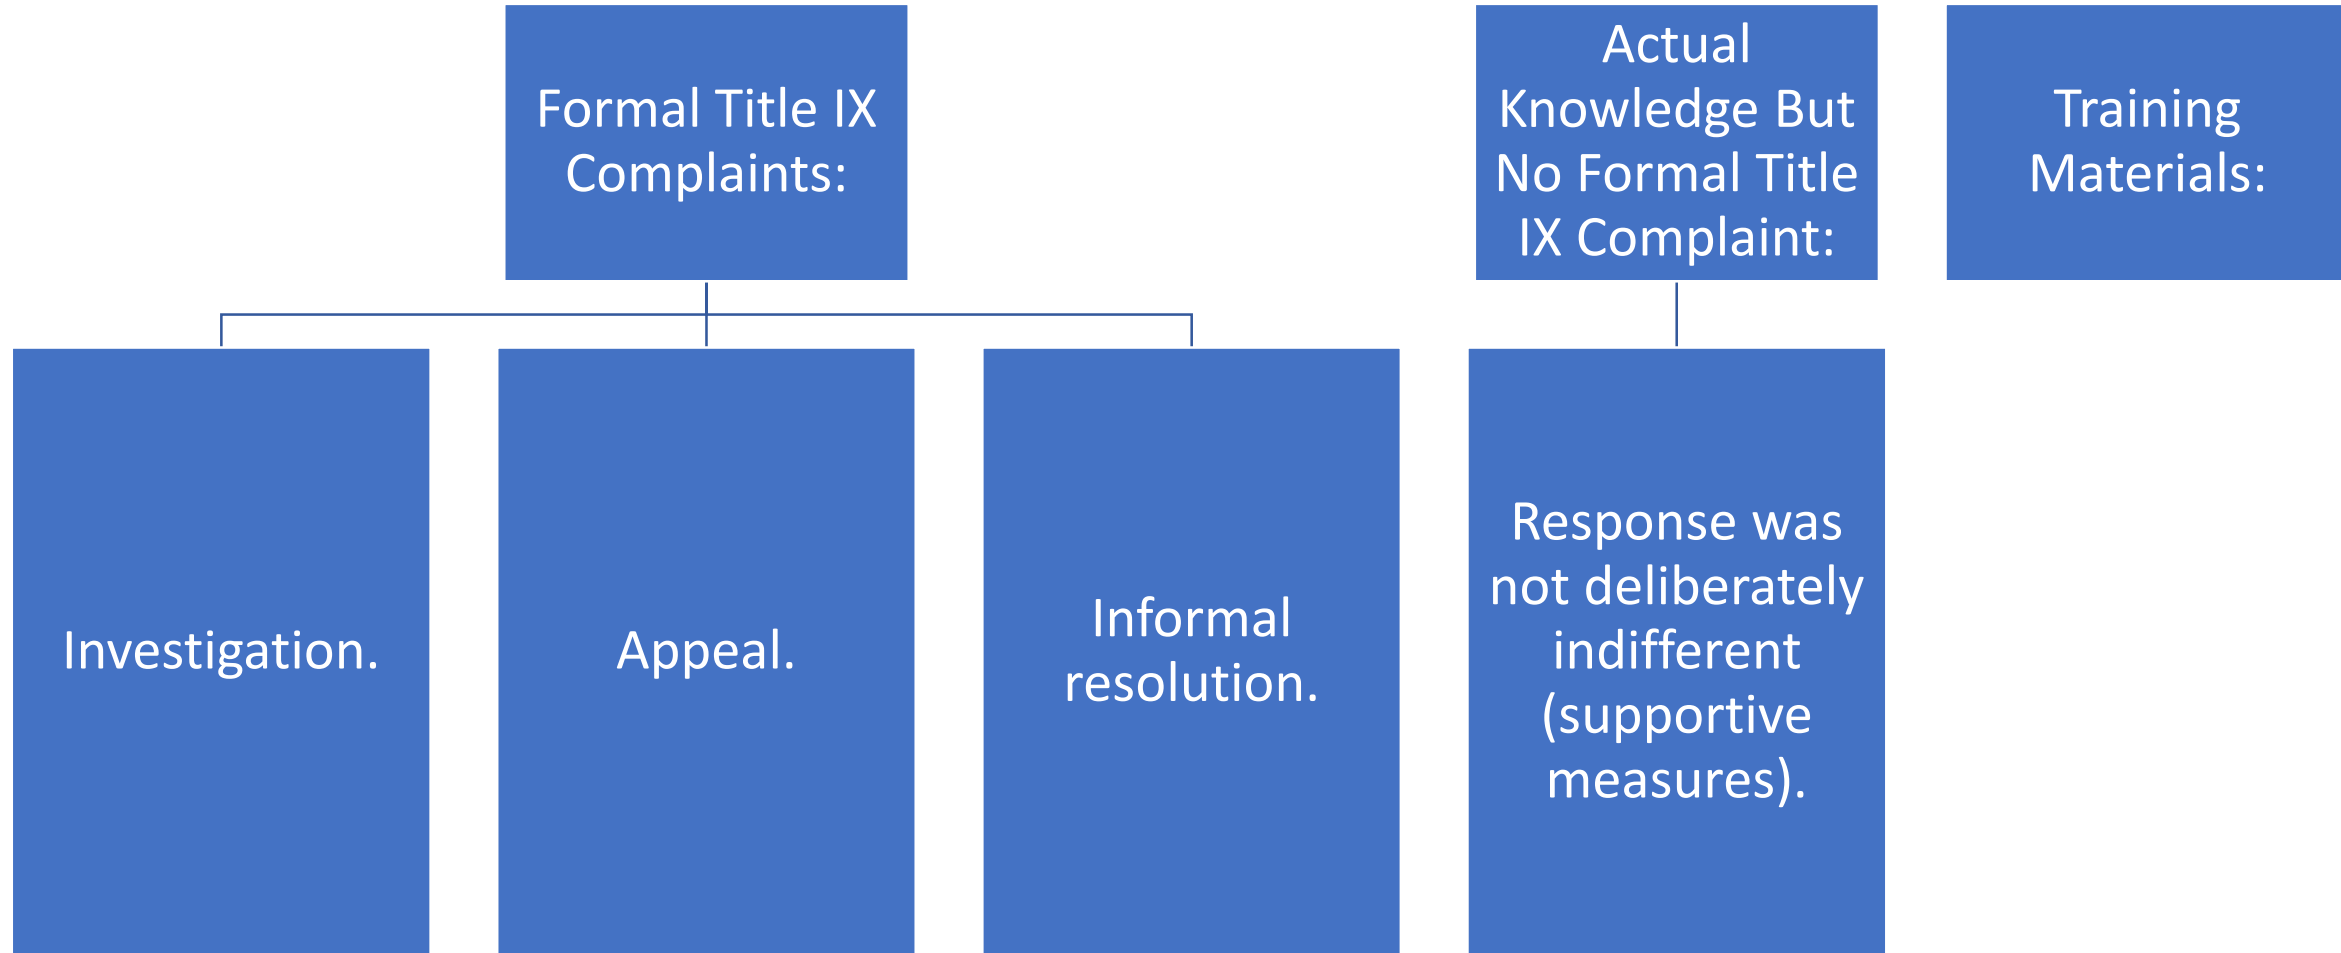 Formal Title IX
Complaints:
Actual
Knowledge But
No Formal Title
IX Complaint:
Training
Materials:
Investigation.
Appeal.
Informal
resolution.
Response was
not deliberately
indifferent
(supportive
measures).